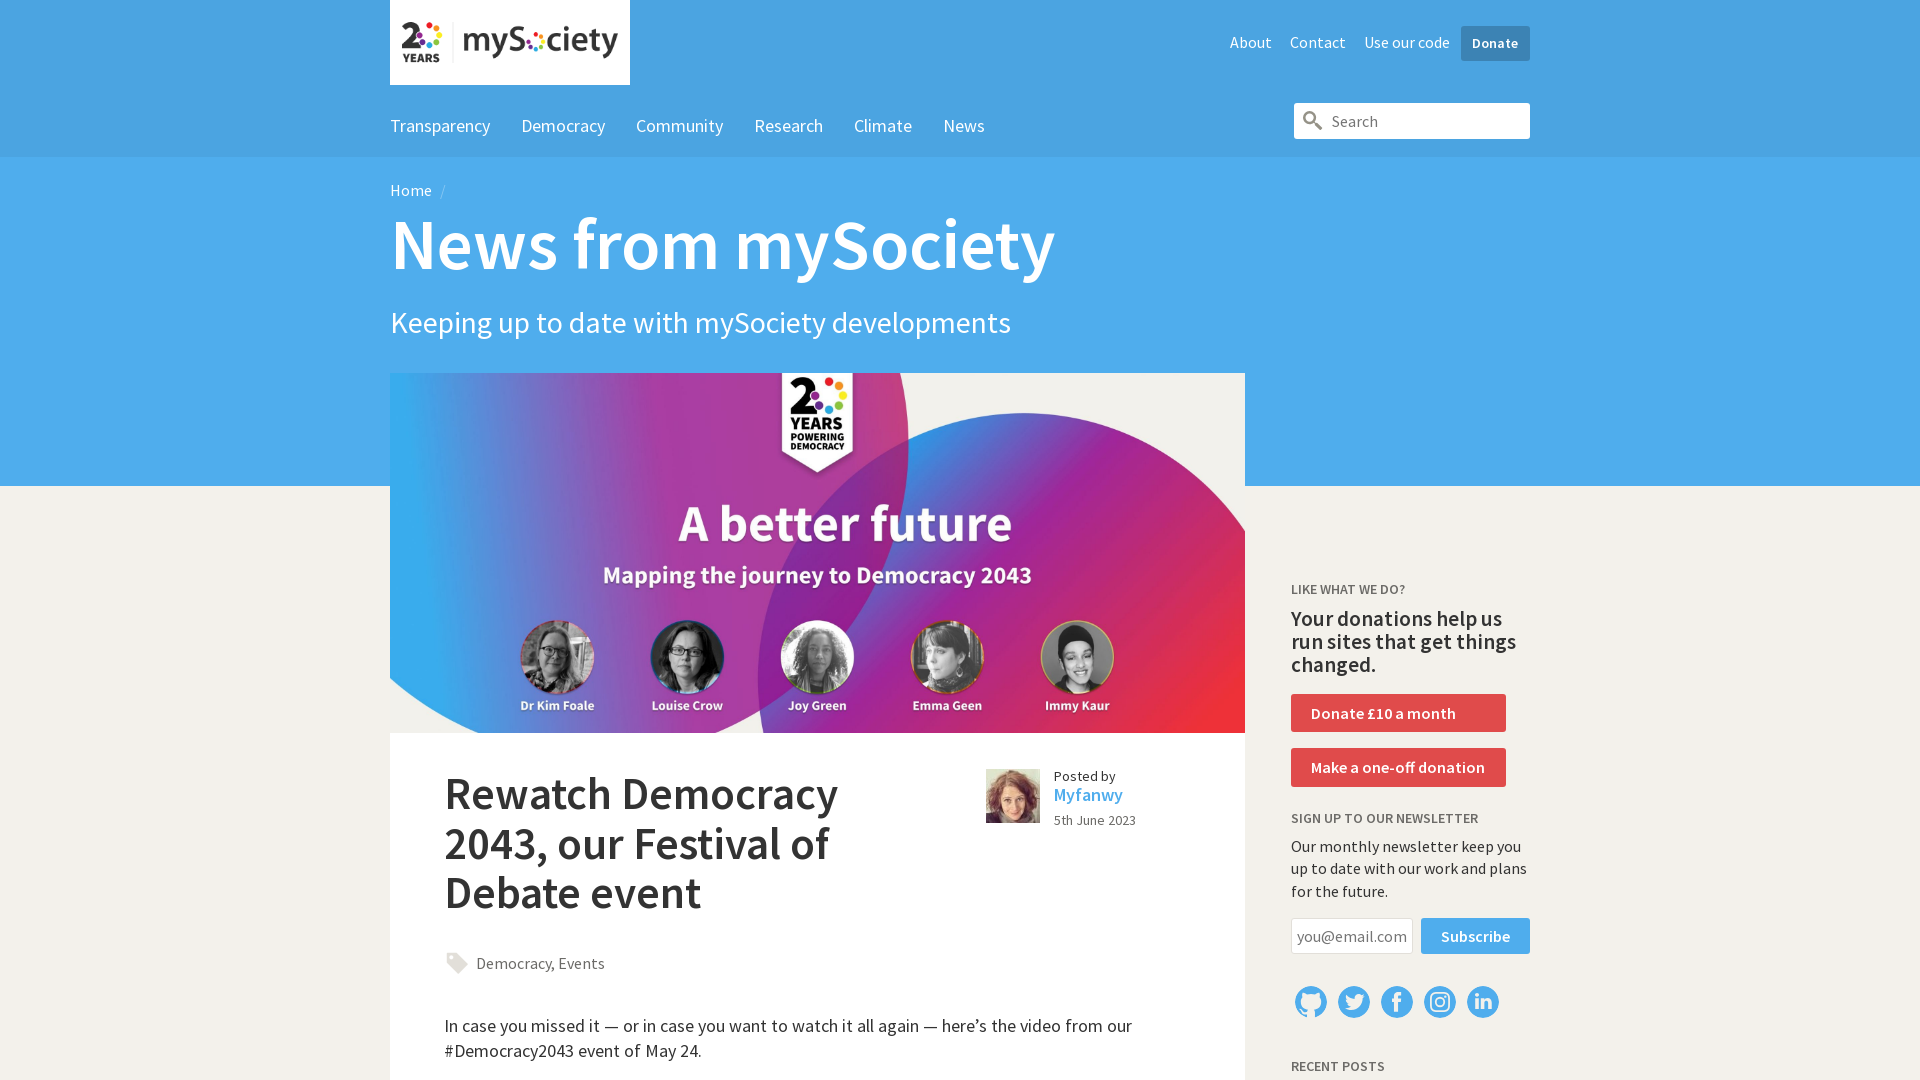 20 YEARS mySociety
About Contact Use our code Donate
Transparency Democracy Community Research Climate News
Search
Home /
News from mySociety
Keeping up to date with mySociety developments
20
YEARS
POWERING
DEMOCRACY
A better future
Mapping the journey to Democracy 2043
Dr Kim Foale Louise Crow Joy Green Emma Geen Immy Kaur
Rewatch Democracy
2043, our Festival of
Debate event
Posted by
Myfanwy
5th June 2023
Democracy, Events
In case you missed it — or in case you want to watch it all again — here’s the video from our
#Democracy2043 event of May 24.
LIKE WHAT WE DO?
Your donations help us
run sites that get things
changed.
Donate £10 a month
Make a one-off donation
SIGN UP TO OUR NEWSLETTER
Our monthly newsletter keep you
up to date with our work and plans
for the future.
you@email.com Subscribe
RECENT POSTS